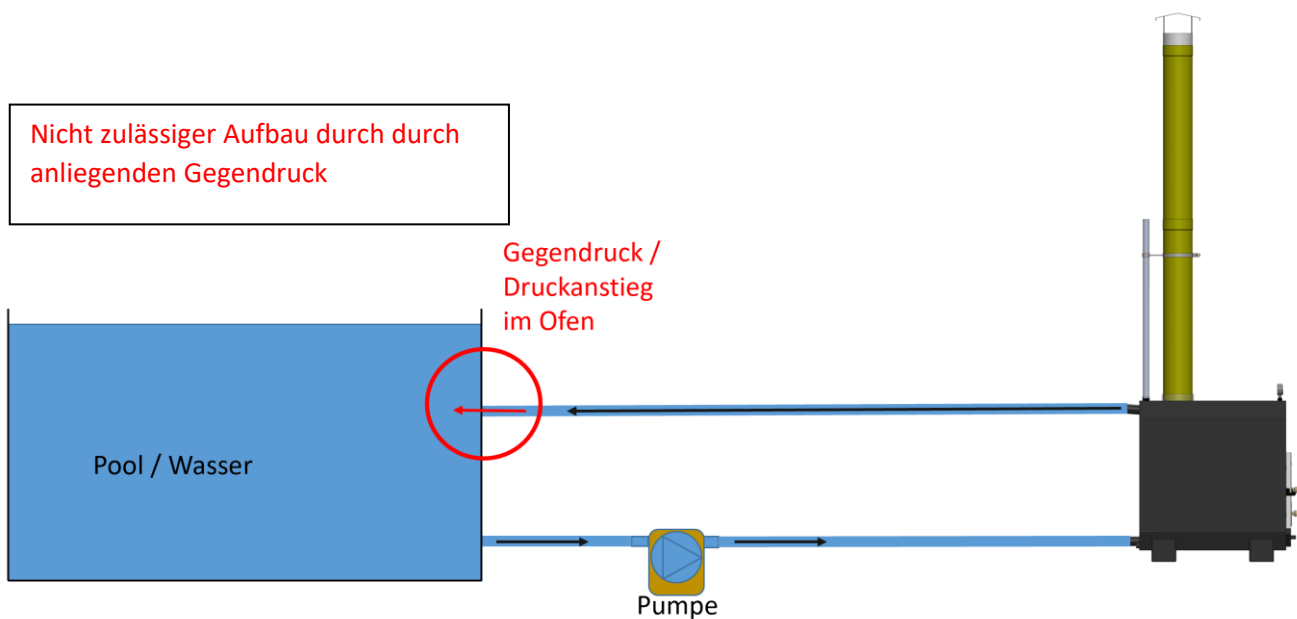 Nicht zulässiger Aufbau durch durch
anliegenden Gegendruck
Gegendruck /
Druckanstieg
im Ofen
Pool / Wasser
Pumpe